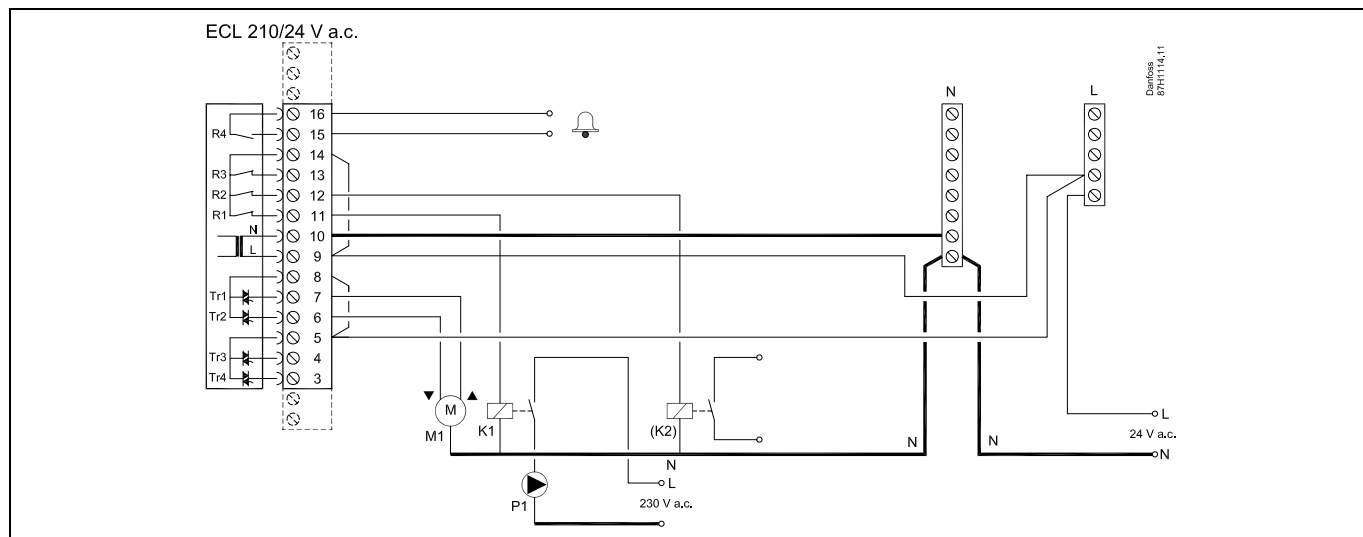 ECL 210/24 V a.c.
Danfoss
87H1114.11
N
L
16
R4
15
14
R3
13
R2
12
R1
11
N
10
L
9
8
Tr1
7
Tr2
6
5
Tr3
4
Tr4
3
M
M1
K1
(K2)
N
N
N
L
24 V a.c.
N
L
230 V a.c.
P1